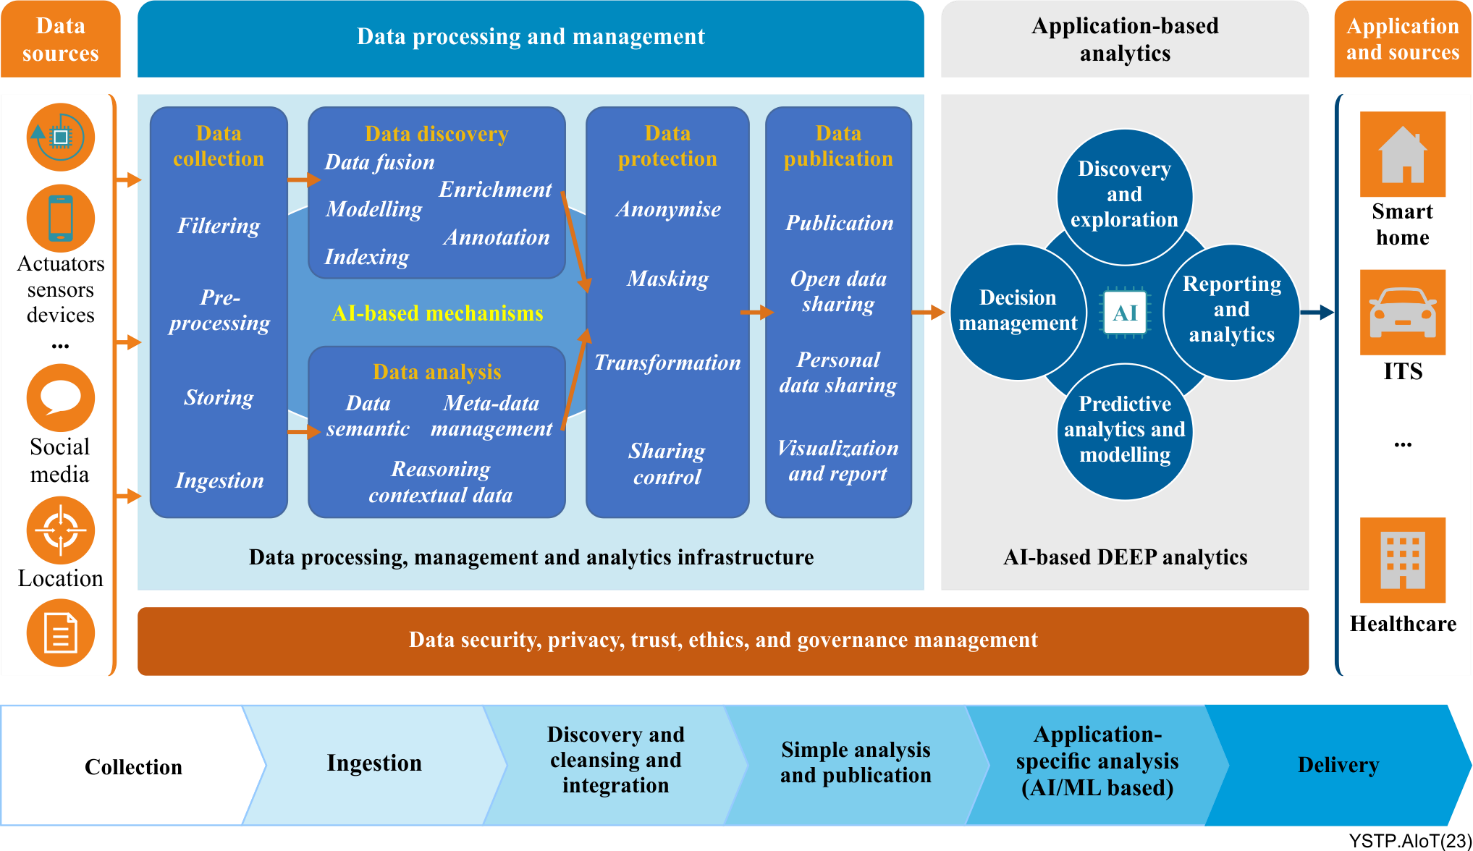 Data
sources
Data processing and management
Application-based
analytics
Application
and sources
Actuators
sensors
devices
...
Social
media
Location
Data
collection
Filtering
Pre-
processing
Storing
Ingestion
Data discovery
Data fusion
Enrichment
Modelling
Annotation
Indexing
AI-based mechanisms
Data analysis
Data
semantic
Meta-data
management
Reasoning
contextual data
Data
protection
Anonymise
Masking
Transformation
Sharing
control
Data
publication
Publication
Open data
sharing
Personal
data sharing
Visualization
and report
Data processing, management and analytics infrastructure
Discovery
and
exploration
Decision
management
AI
Reporting
and
analytics
Predictive
analytics and
modelling
AI-based DEEP analytics
Smart
home
ITS
...
Healthcare
Data security, privacy, trust, ethics, and governance management
Collection
Ingestion
Discovery and
cleansing and
integration
Simple analysis
and publication
Application-
specific analysis
(AI/ML based)
Delivery
YSTP.AIoT(23)